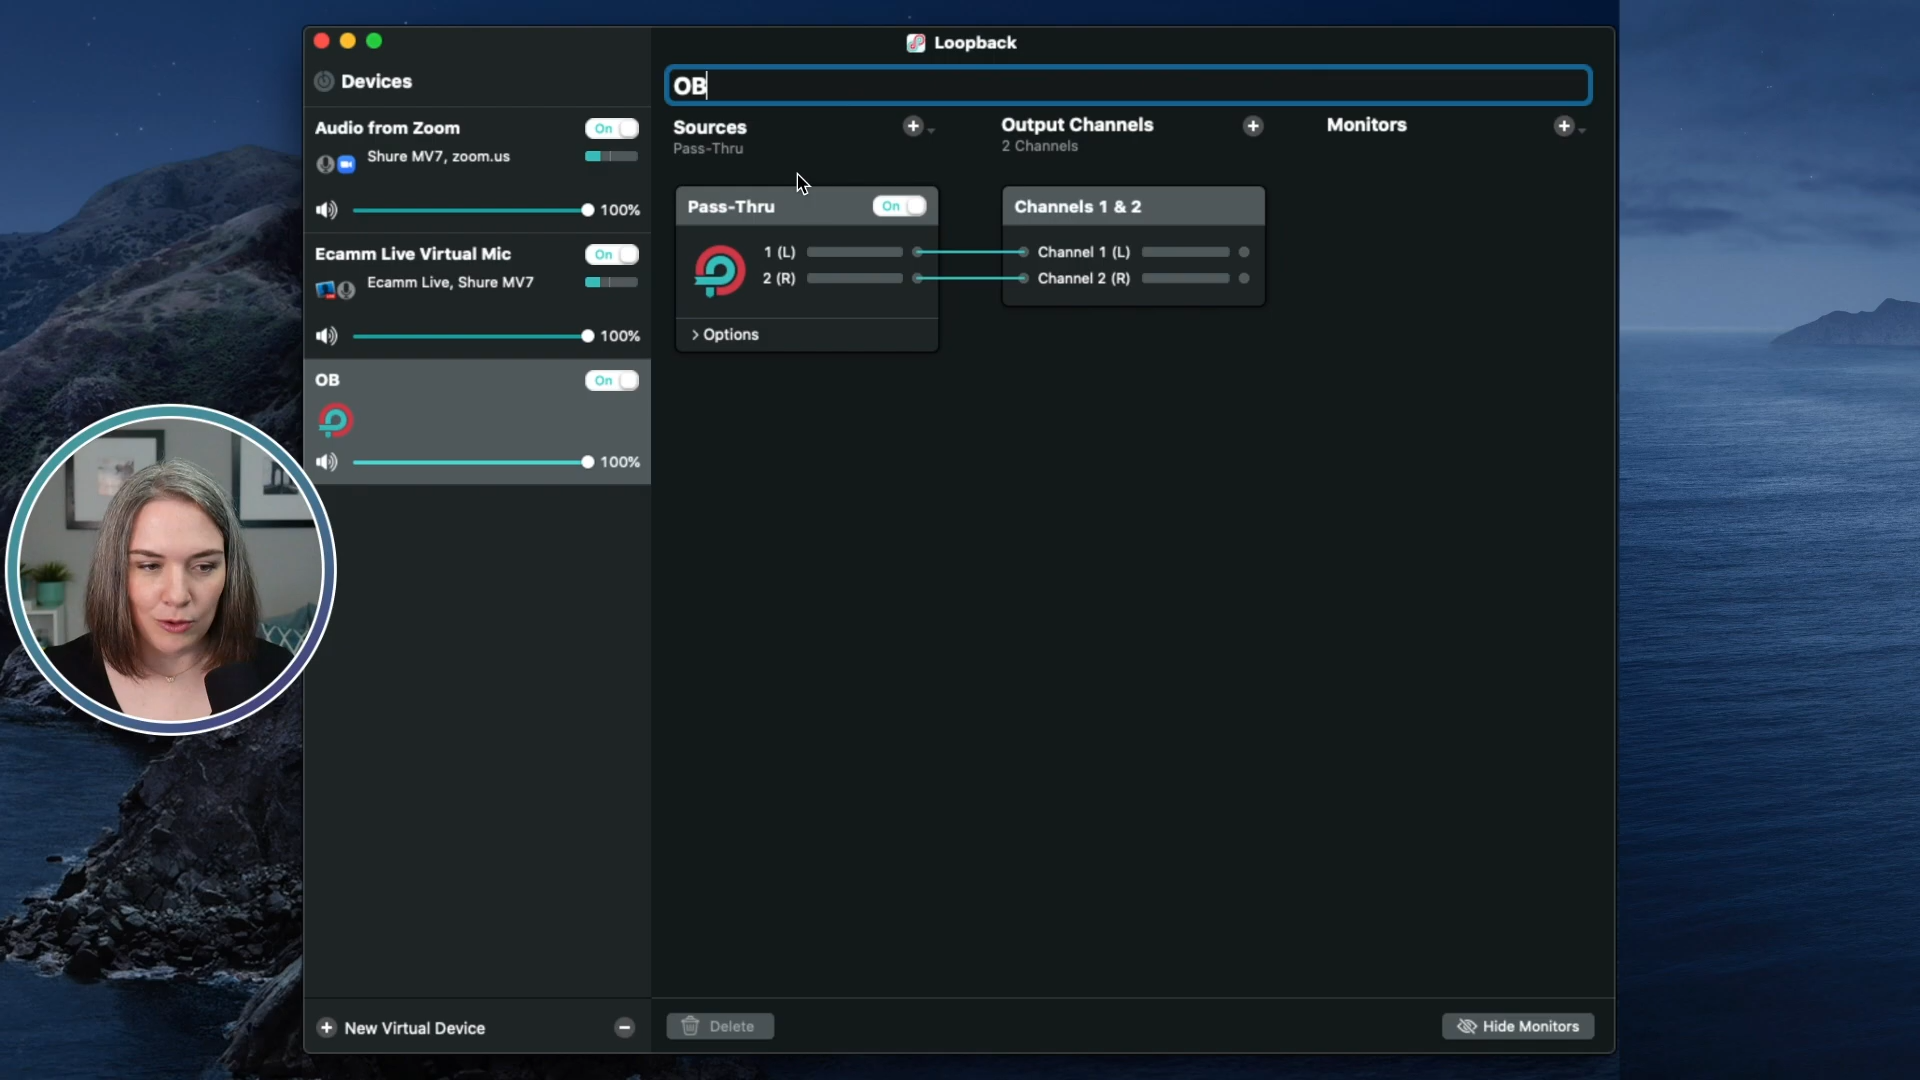 Loopback
Devices
Audio from Zoom
On
Shure MV7, zoom.us
100%
Ecamm Live Virtual Mic
On
Ecamm Live, Shure MV7
100%
OB
On
100%
New Virtual Device
OB
Sources
Pass-Thru
Pass-Thru
On
1 (L)
2 (R)
> Options
Output Channels
2 Channels
Channels 1 & 2
Channel 1 (L)
Channel 2 (R)
Monitors
Delete
Hide Monitors